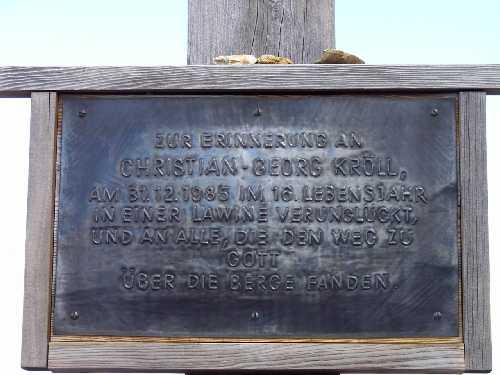 ZUR ERINNERUNG AN
CHRISTIAN-GEORG KRÖLL,
AM 31.12.1985 IM 16. LEBENSJAHR
IN EINER LAWINE VERUNGLÜCKT,
UND AN ALLE, DIE DEN WEG ZU
GOTT
ÜBER DIE BERGE FANDEN.